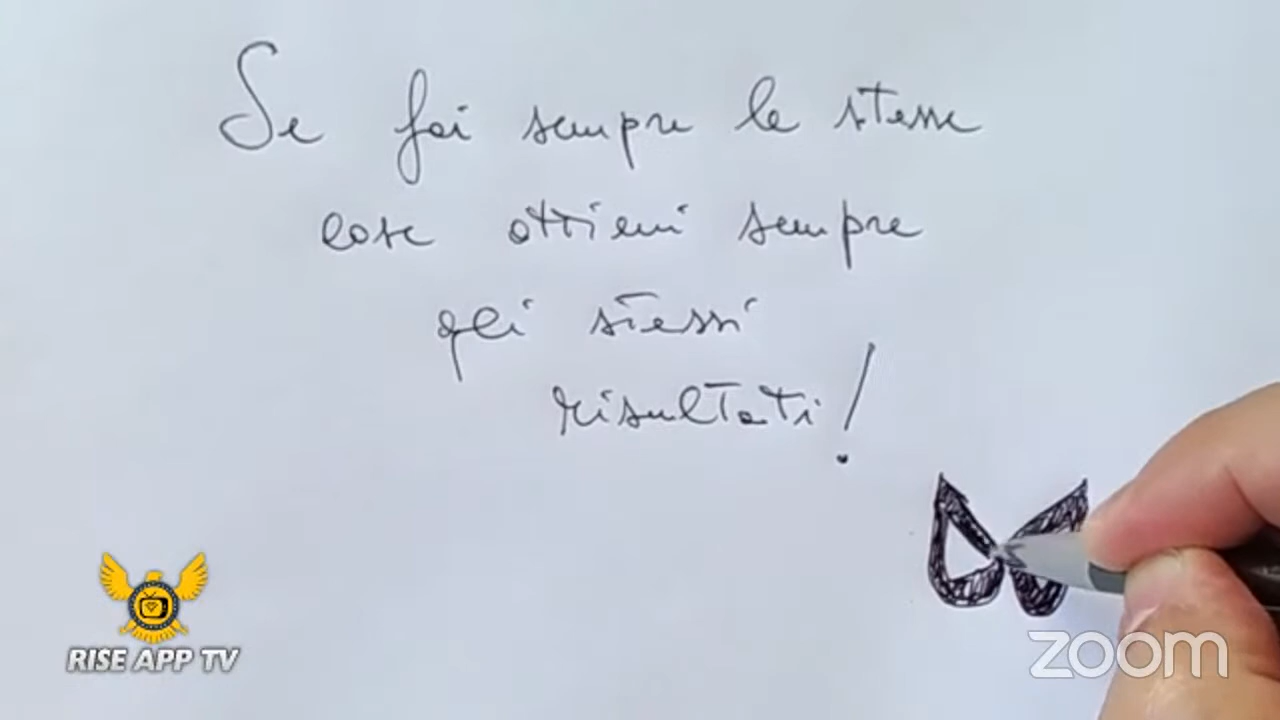 Se fai sempre le stesse
cose ottieni sempre
gli stessi
risultati!
RISE APP TV
zoom